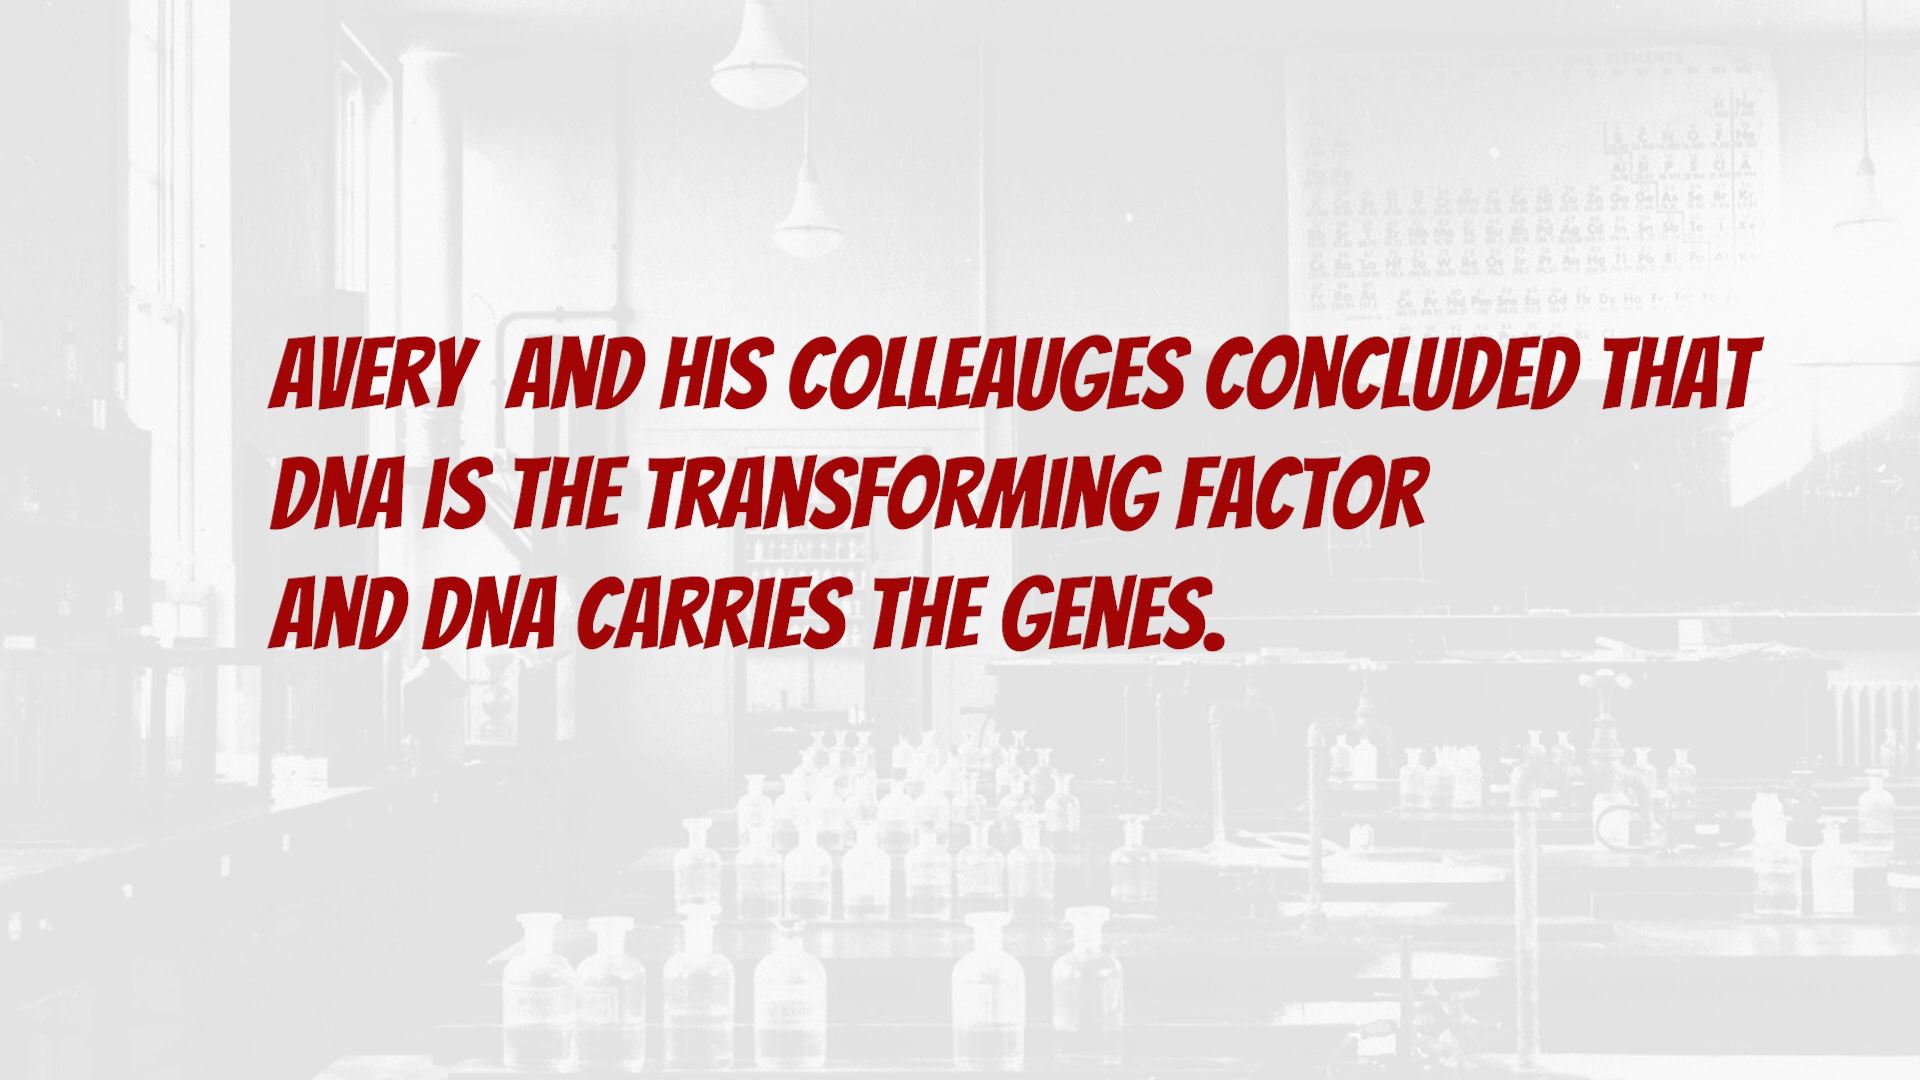 AVERY  AND HIS COLLEAUGES CONCLUDED THAT
DNA IS THE TRANSFORMING FACTOR
AND DNA CARRIES THE GENES.